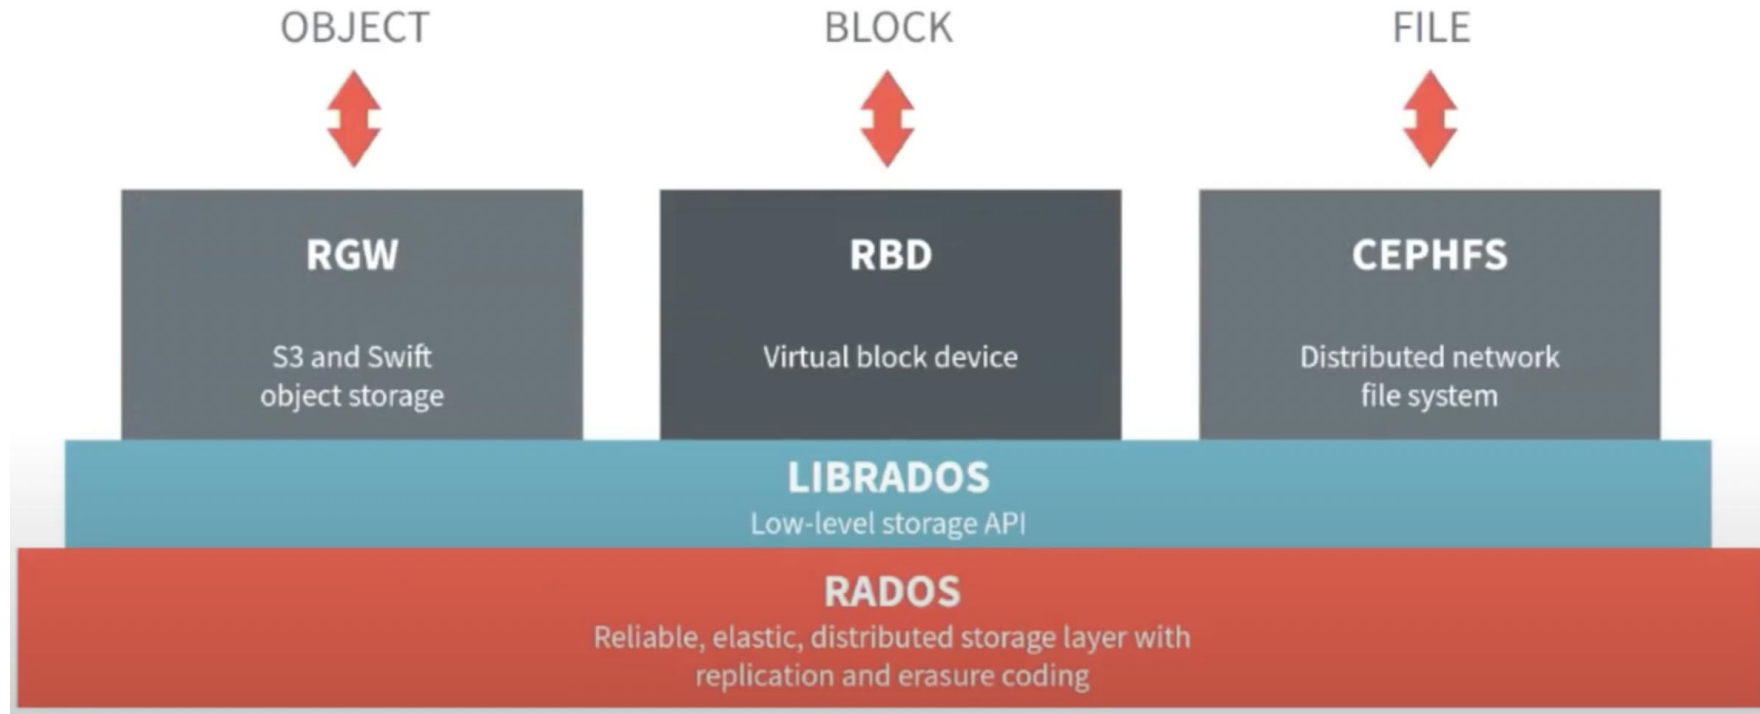 OBJECT
BLOCK
FILE
RGW
S3 and Swift
object storage
RBD
Virtual block device
CEPHFS
Distributed network
file system
LIBRADOS
Low-level storage API
RADOS
Reliable, elastic, distributed storage layer with
replication and erasure coding